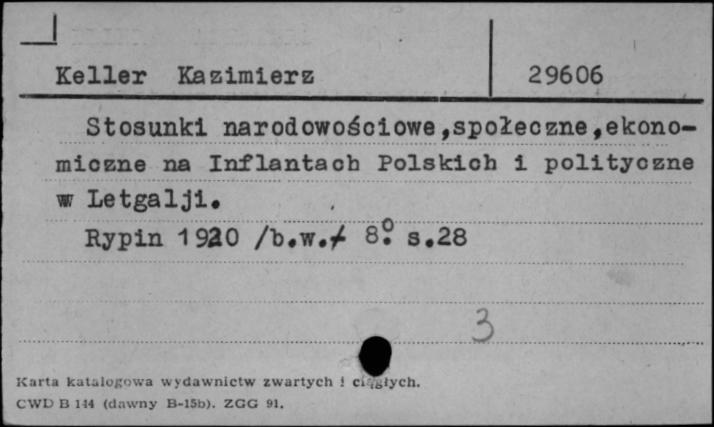 Keller Kazimierz 29606
Stosunki narodowościowe,społeczne,ekono-
miczne na Inflantach Polskich i polityczne
w Letgalji.
Rypin 1920 /b.w./ 8º. s.28
3
Karta katalogowa wydawnictw zwartych i ciągłych.
CWD B 144 (dawny B-15b). ZGG 91.